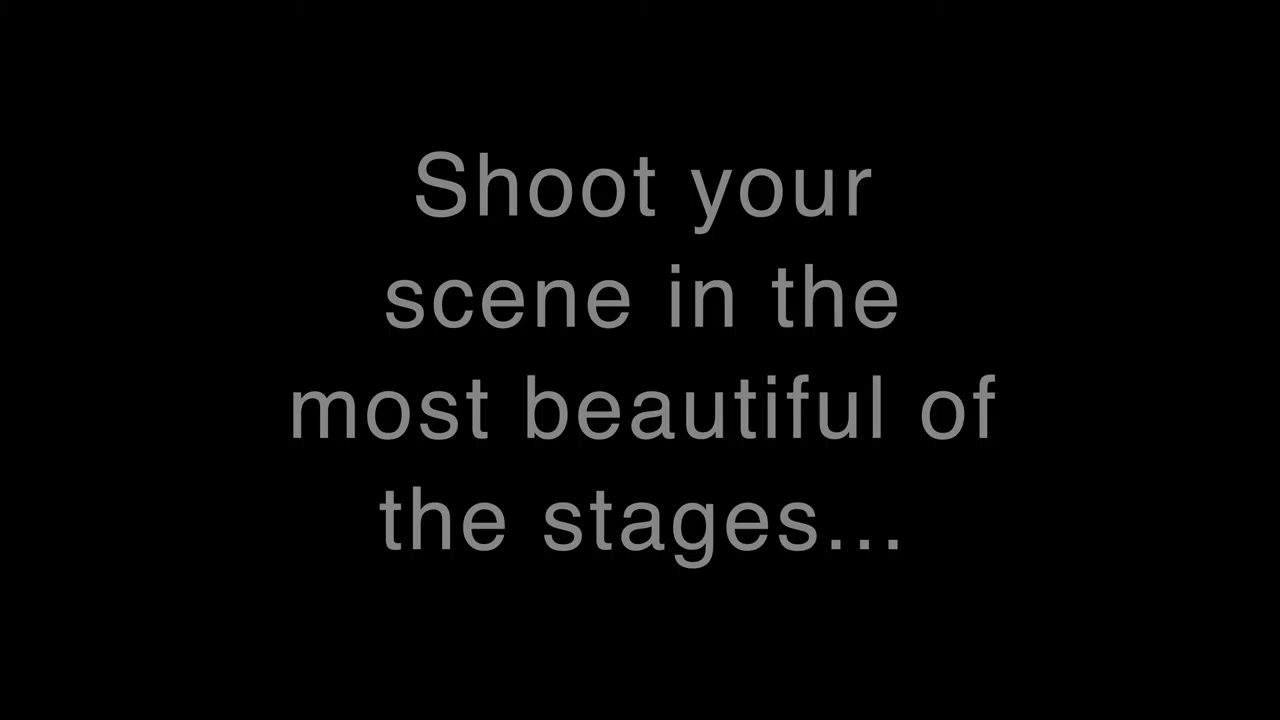 Shoot your
scene in the
most beautiful of
the stages...